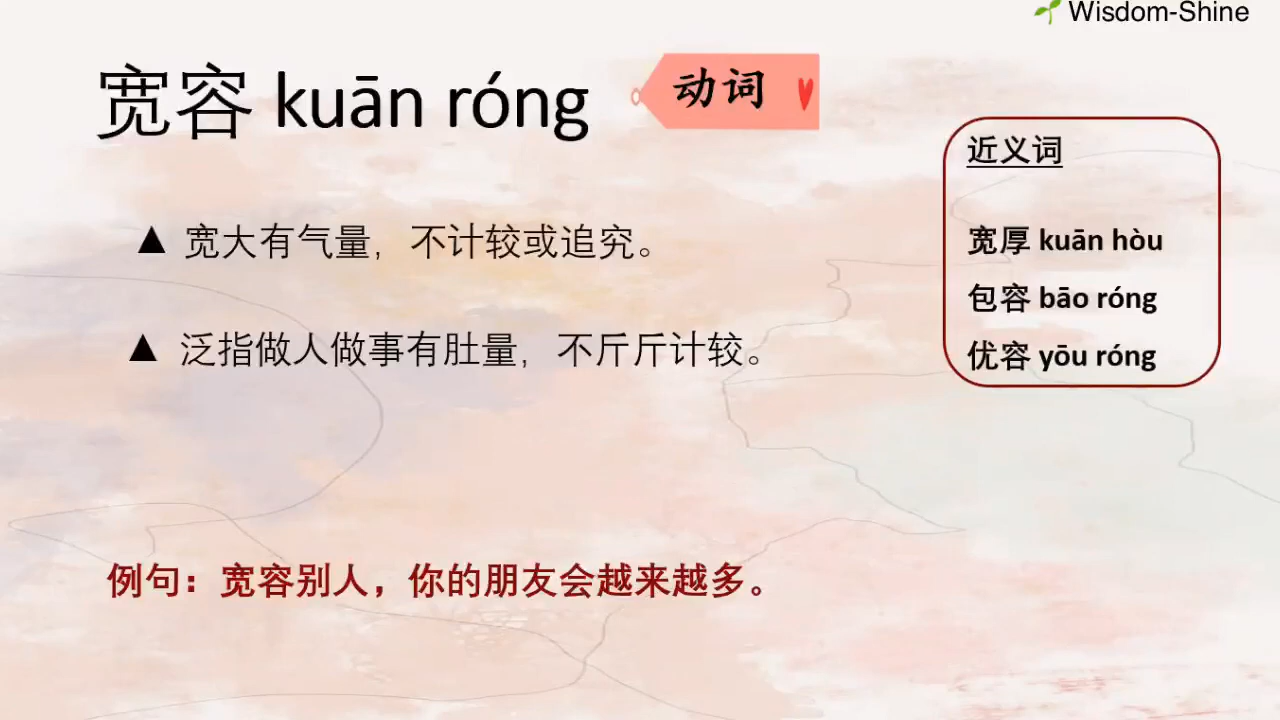 Wisdom-Shine
宽容 kuān róng
动词
▲ 宽大有气量，不计较或追究。
▲ 泛指做人做事有肚量，不斤斤计较。
近义词
宽厚 kuān hòu
包容 bāo róng
优容 yōu róng
例句：宽容别人，你的朋友会越来越多。